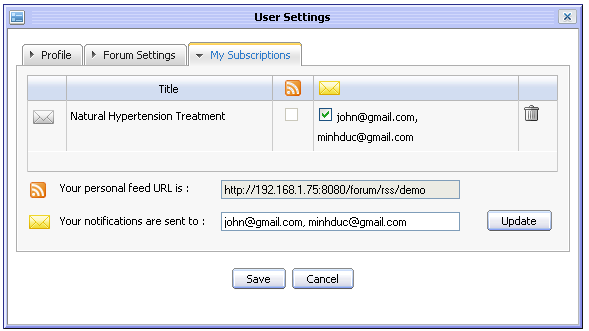 User Settings
Profile
Forum Settings
My Subscriptions
Title
Natural Hypertension Treatment
john@gmail.com,
minhduc@gmail.com
Your personal feed URL is :
http://192.168.1.75:8080/forum/rss/demo
Your notifications are sent to :
john@gmail.com, minhduc@gmail.com
Update
Save
Cancel